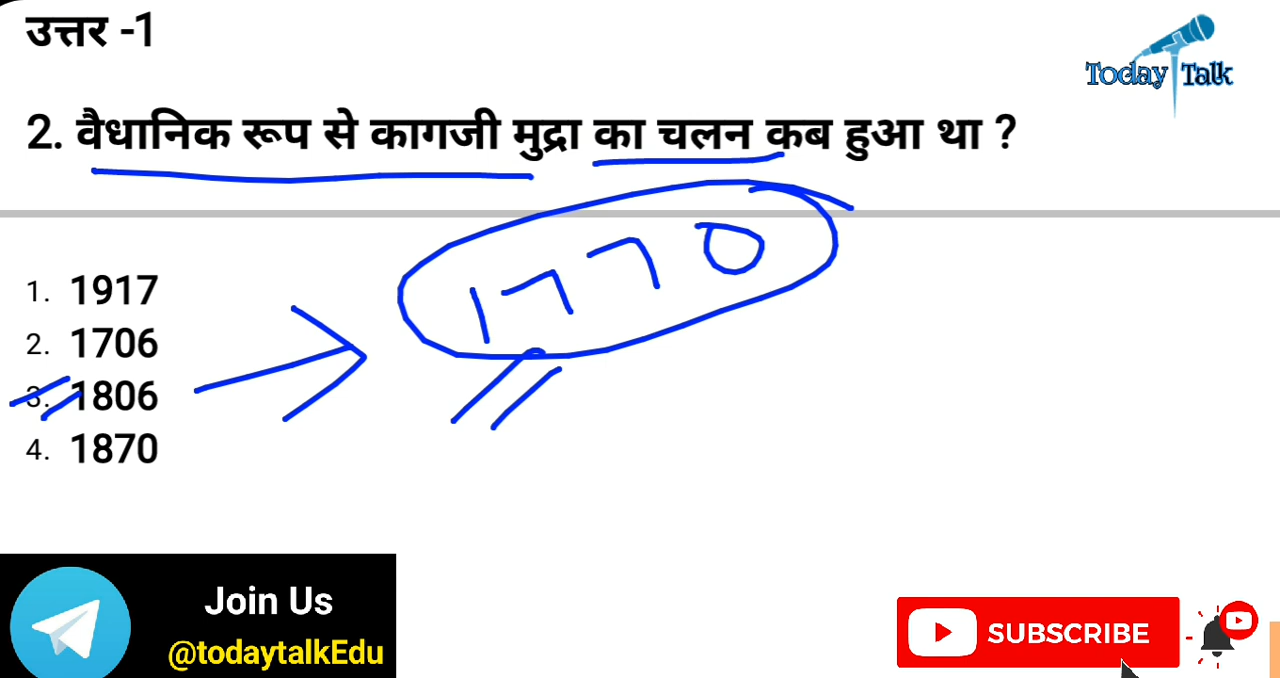 उत्तर -1
Today Talk
2. वैधानिक रूप से कागजी मुद्रा का चलन कब हुआ था ?
1770
1. 1917
2. 1706
3. 1806
4. 1870
Join Us
@todaytalkEdu
SUBSCRIBE